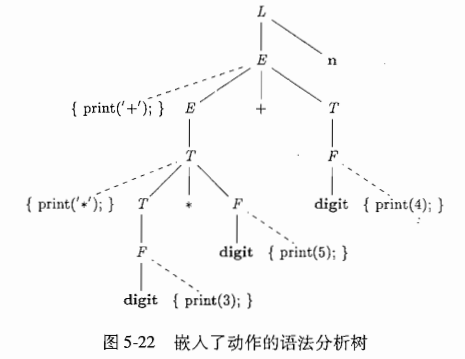 L
E n
{ print('+'); } E + T
T F
{ print('*'); } T * F digit { print(4); }
F digit { print(5); }
digit { print(3); }
图 5-22 嵌入了动作的语法分析树